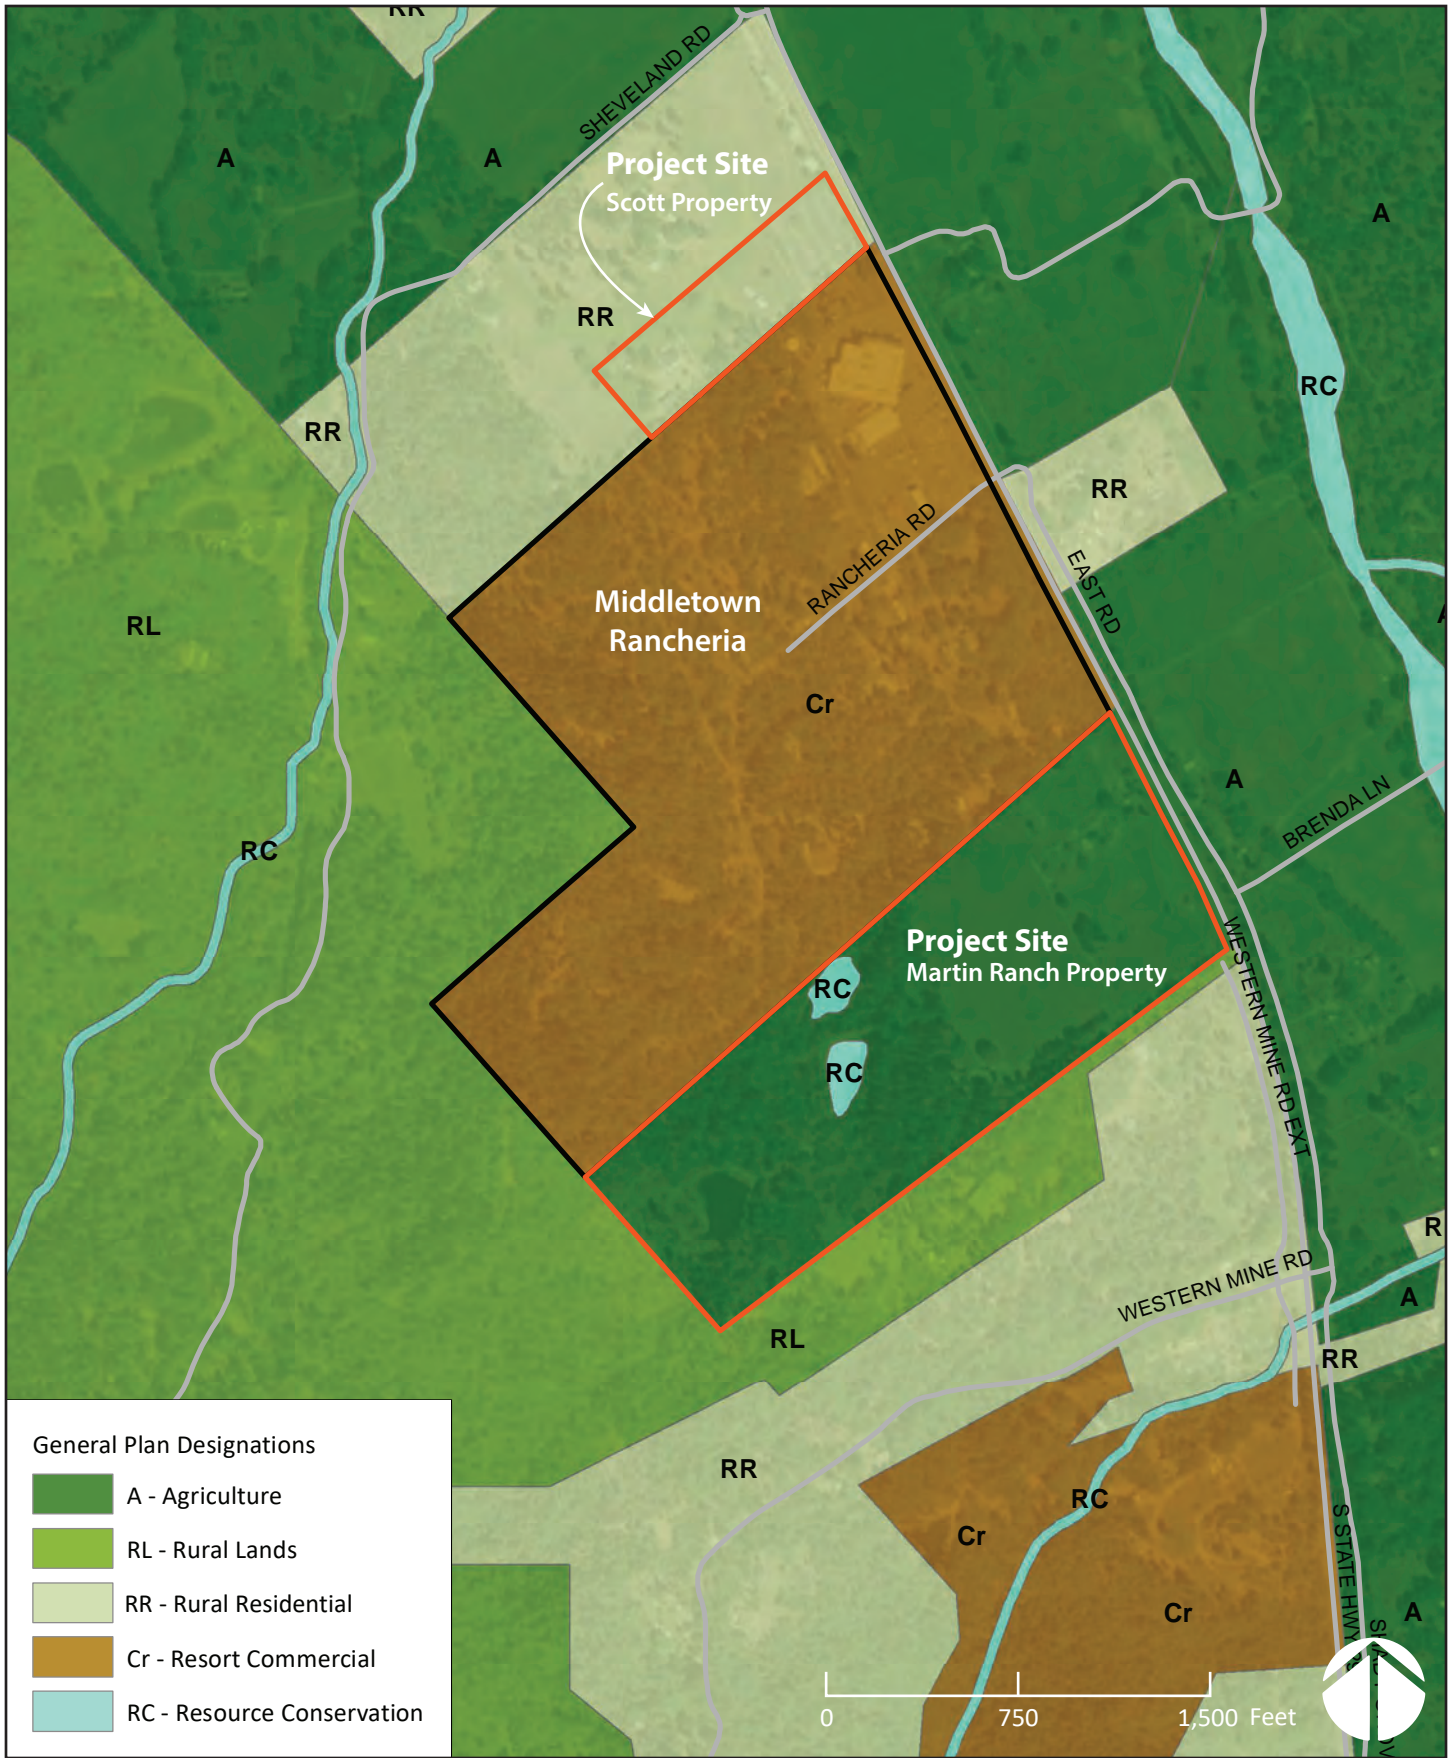 RR
SHEVELAND RD
A
A
Project Site
Scott Property
A
RR
RC
RR
RR
RANCHERIA RD
EAST RD
Middletown
Rancheria
RL
Cr
A
BRENDA LN
RC
Project Site
Martin Ranch Property
WESTERN MINE RD EXT
RC
RC
WESTERN MINE RD
R
A
RL
RR
RR
RC
Cr
Cr
A
S STATE HWY
General Plan Designations
A - Agriculture
RL - Rural Lands
RR - Rural Residential
Cr - Resort Commercial
RC - Resource Conservation
0 750 1,500 Feet